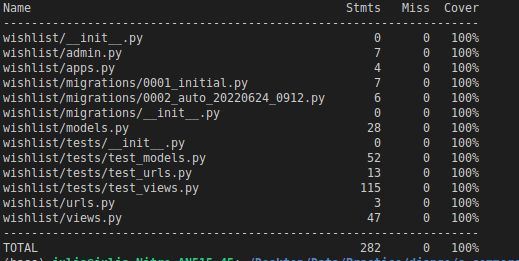 Name Stmts Miss Cover
--------------------------------------------------------------------
wishlist/__init__.py 0 0 100%
wishlist/admin.py 7 0 100%
wishlist/apps.py 4 0 100%
wishlist/migrations/0001_initial.py 7 0 100%
wishlist/migrations/0002_auto_20220624_0912.py 6 0 100%
wishlist/migrations/__init__.py 0 0 100%
wishlist/models.py 28 0 100%
wishlist/tests/__init__.py 0 0 100%
wishlist/tests/test_models.py 52 0 100%
wishlist/tests/test_urls.py 13 0 100%
wishlist/tests/test_views.py 115 0 100%
wishlist/urls.py 3 0 100%
wishlist/views.py 47 0 100%
--------------------------------------------------------------------
TOTAL 282 0 100%